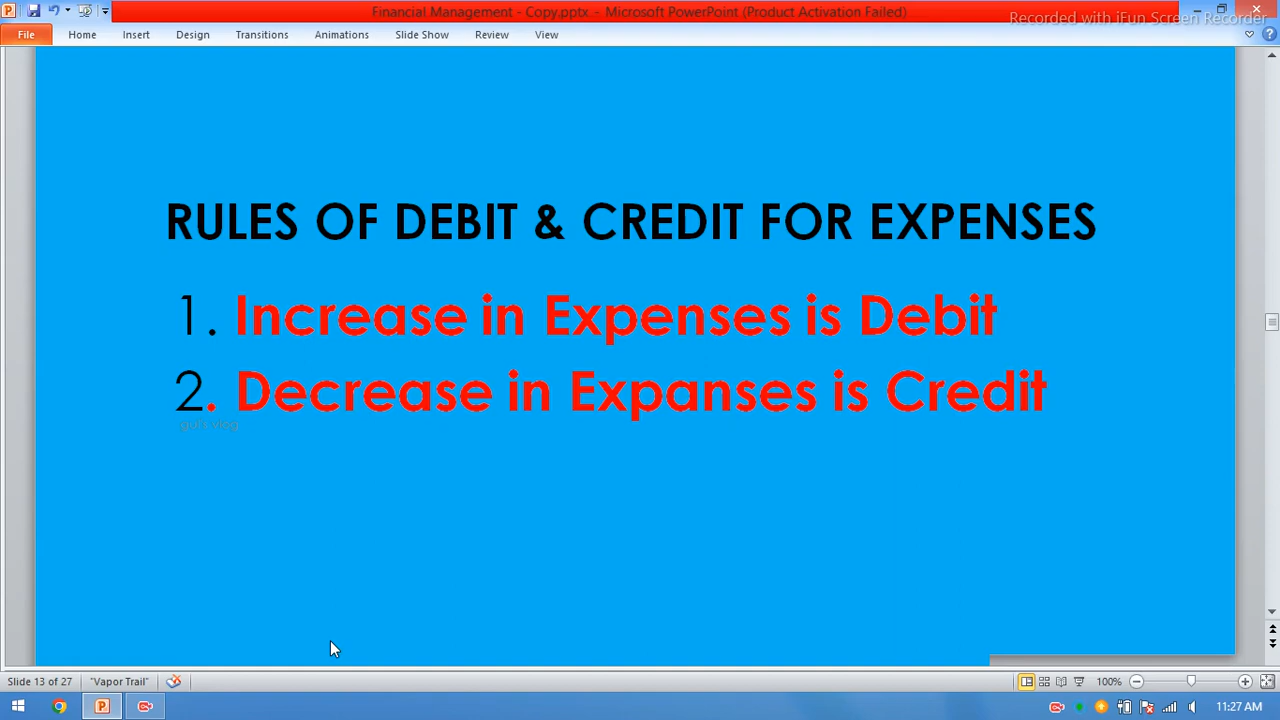 Financial Management - Copy.pptx - Microsoft PowerPoint (Product Activation Failed)
Recorded with iFun Screen Recorder
File Home Insert Design Transitions Animations Slide Show Review View
RULES OF DEBIT & CREDIT FOR EXPENSES
1. Increase in Expenses is Debit
2. Decrease in Expanses is Credit
gul's vlog
Slide 13 of 27 "Vapor Trail" 100%
11:27 AM